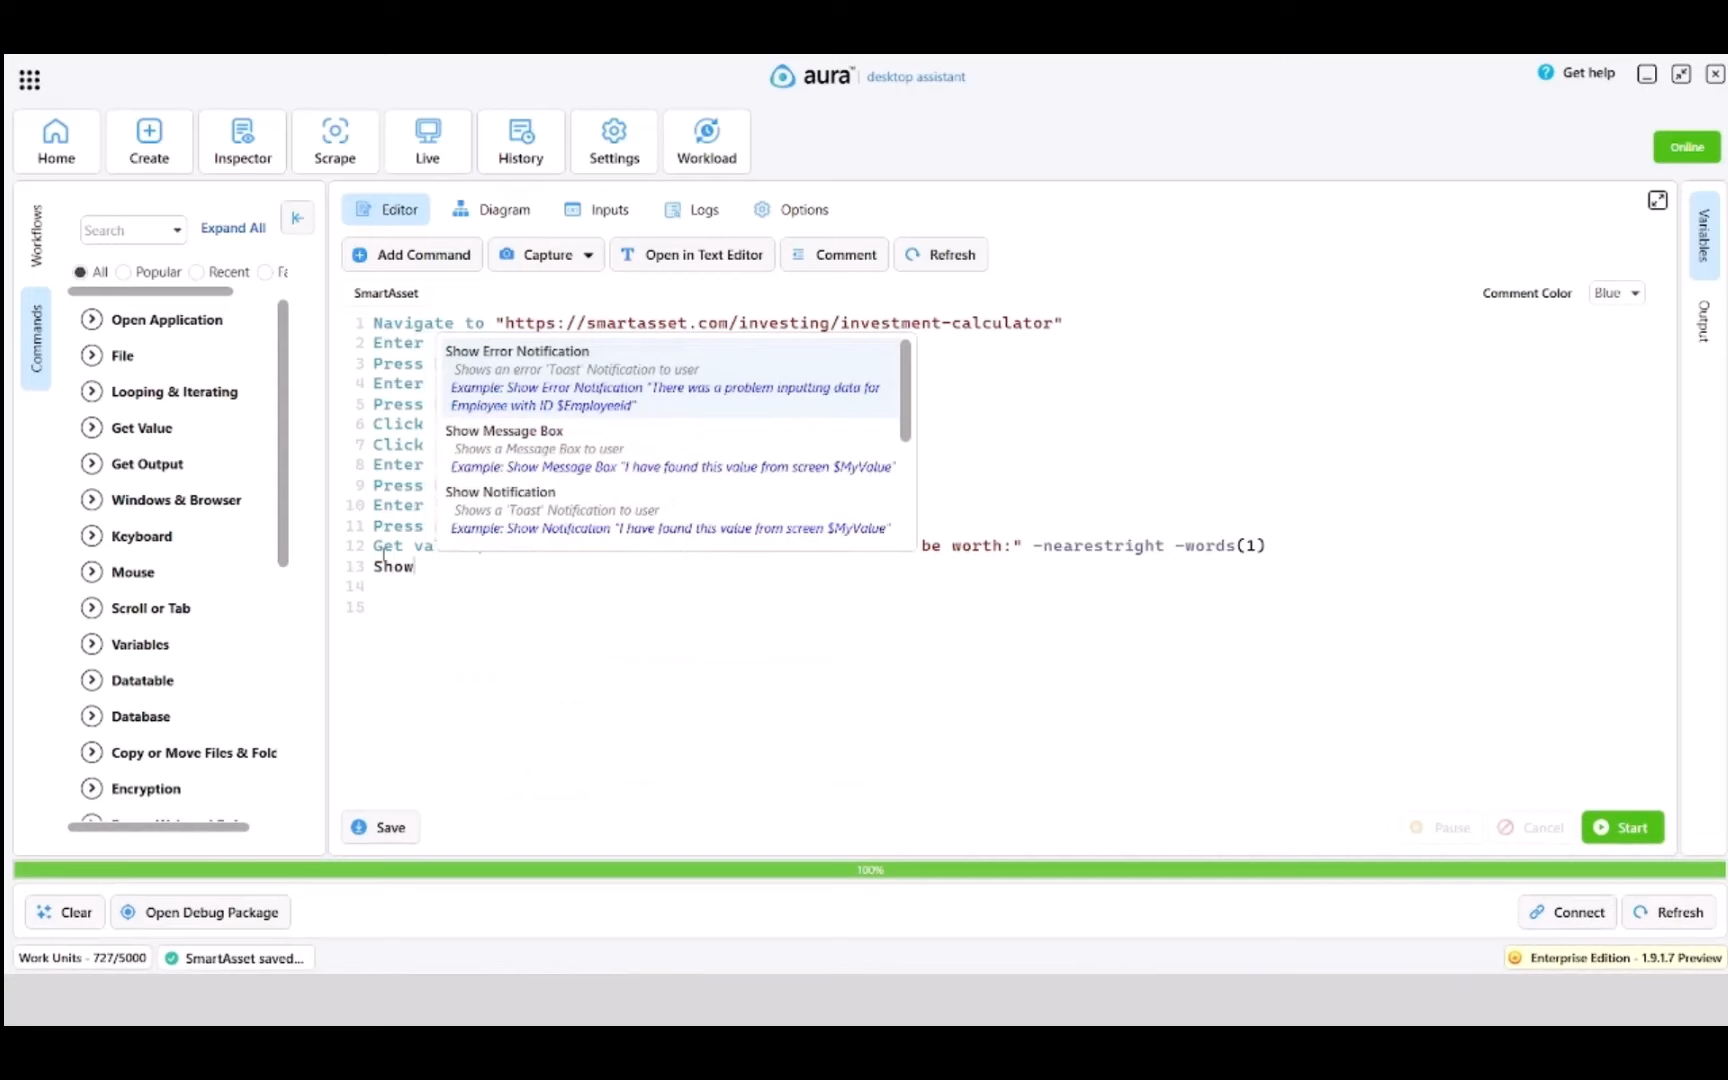 aura™ | desktop assistant
Get help
Home
Create
Inspector
Scrape
Live
History
Settings
Workload
Online
Workflows
Commands
Search
Expand All
All
Popular
Recent
Fa
Open Application
File
Looping & Iterating
Get Value
Get Output
Windows & Browser
Keyboard
Mouse
Scroll or Tab
Variables
Datatable
Database
Copy or Move Files & Folc
Encryption
Editor
Diagram
Inputs
Logs
Options
Add Command
Capture
Open in Text Editor
Comment
Refresh
SmartAsset
Comment Color
Blue
1 Navigate to "https://smartasset.com/investing/investment-calculator"
2 Enter
3 Press
4 Enter
5 Press
6 Click
7 Click
8 Enter
9 Press
10 Enter
11 Press
12 Get va be worth:" -nearestright -words(1)
13 Show
14
15
Show Error Notification
Shows an error 'Toast' Notification to user
Example: Show Error Notification "There was a problem inputting data for
Employee with ID $EmployeeId"
Show Message Box
Shows a Message Box to user
Example: Show Message Box "I have found this value from screen $MyValue"
Show Notification
Shows a 'Toast' Notification to user
Example: Show Notification "I have found this value from screen $MyValue"
Save
Pause
Cancel
Start
Variables
Output
100%
Clear
Open Debug Package
Connect
Refresh
Work Units - 727/5000
SmartAsset saved...
Enterprise Edition - 1.9.1.7 Preview